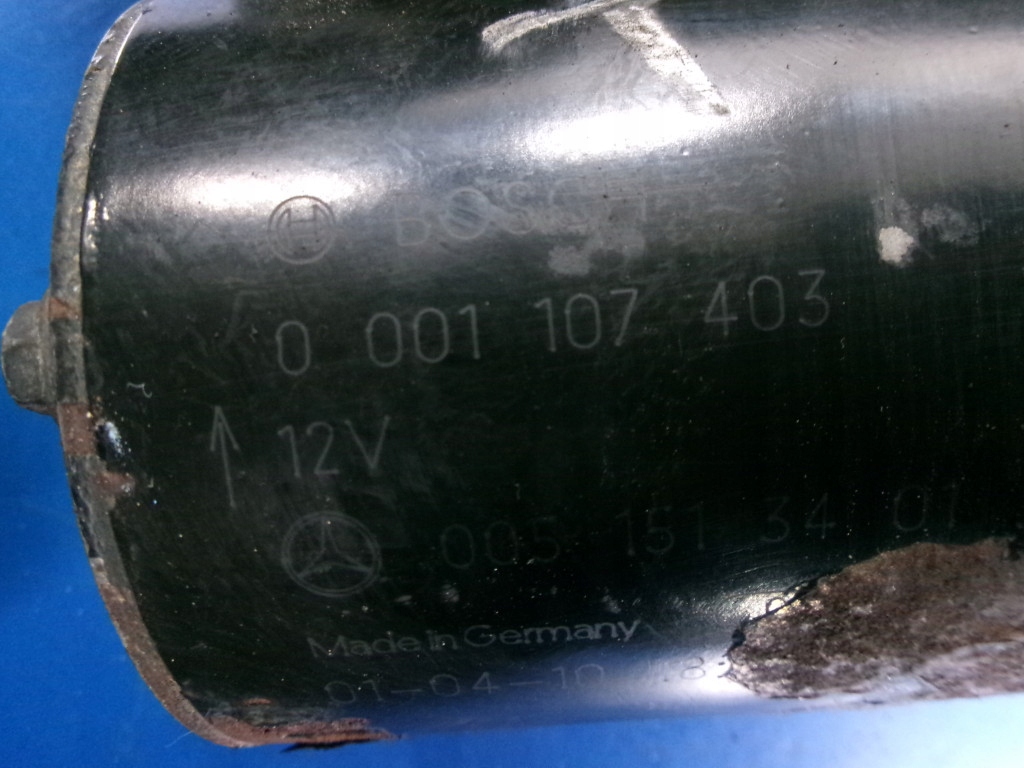 BOSCH
0 001 107 403
12V
005 151 34 01
Made in Germany
01-04-10